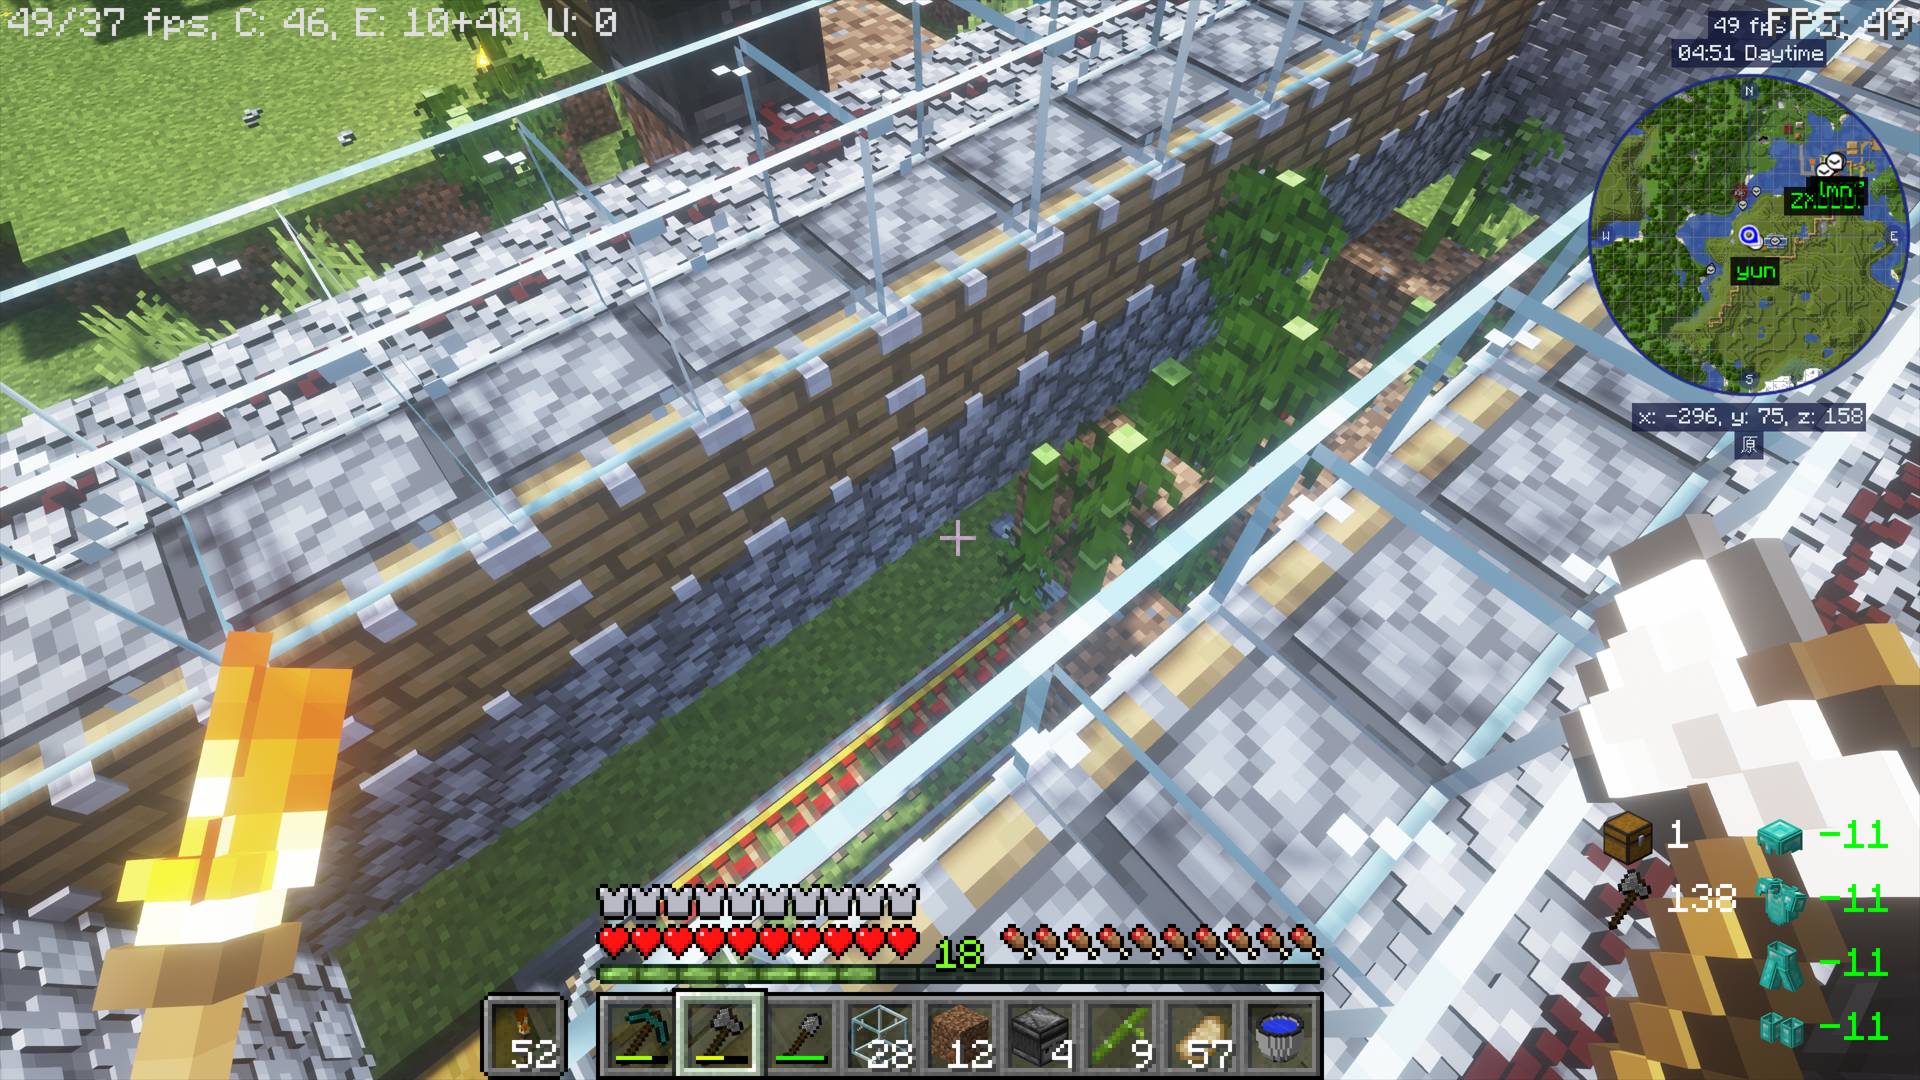 49/37 fps, C: 46, E: 10+40, U: 0
FPS: 49
49 fps
04:51 Daytime
N
W
E
S
lmn
yun
x: -296, y: 75, z: 158
原
1
-11
138
-11
-11
-11
18
52
28
12
4
9
57